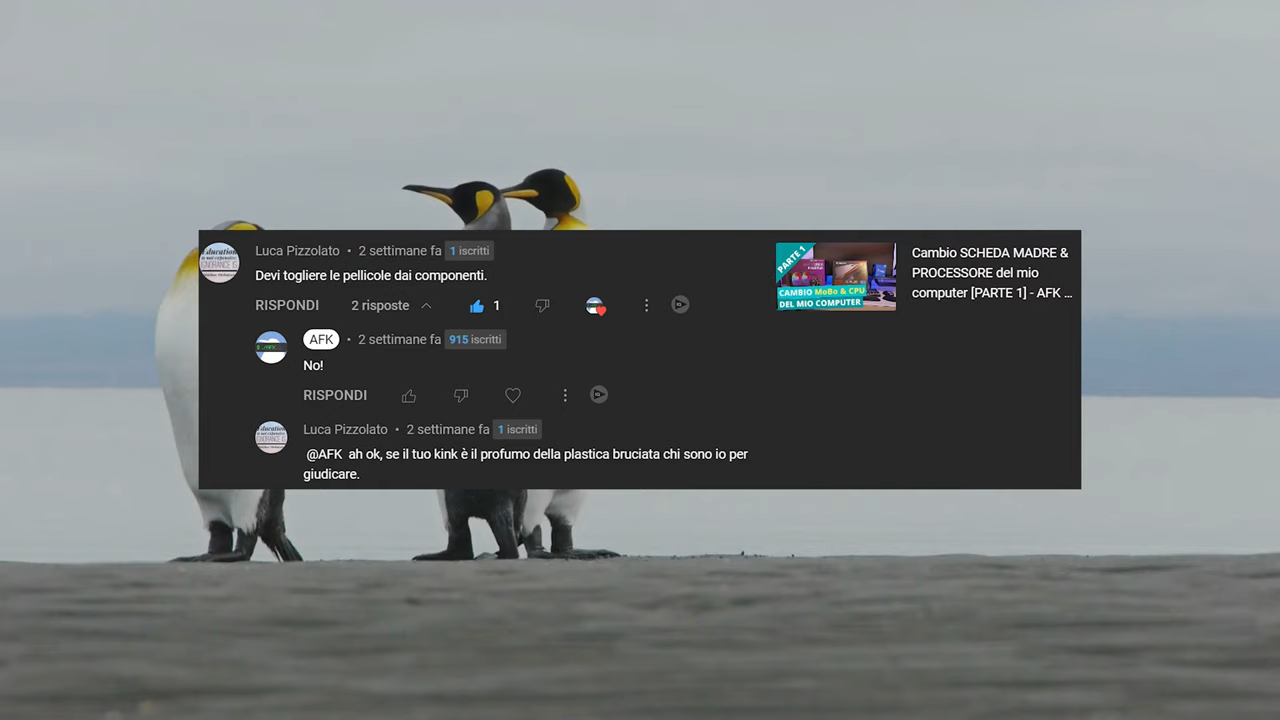 Luca Pizzolato • 2 settimane fa 1 iscritti
Devi togliere le pellicole dai componenti.
RISPONDI 2 risposte 1
AFK • 2 settimane fa 915 iscritti
No!
RISPONDI
Luca Pizzolato • 2 settimane fa 1 iscritti
@AFK ah ok, se il tuo kink è il profumo della plastica bruciata chi sono io per
giudicare.
PARTE 1
CAMBIO MoBo & CPU
DEL MIO COMPUTER
Cambio SCHEDA MADRE &
PROCESSORE del mio
computer [PARTE 1] - AFK ...